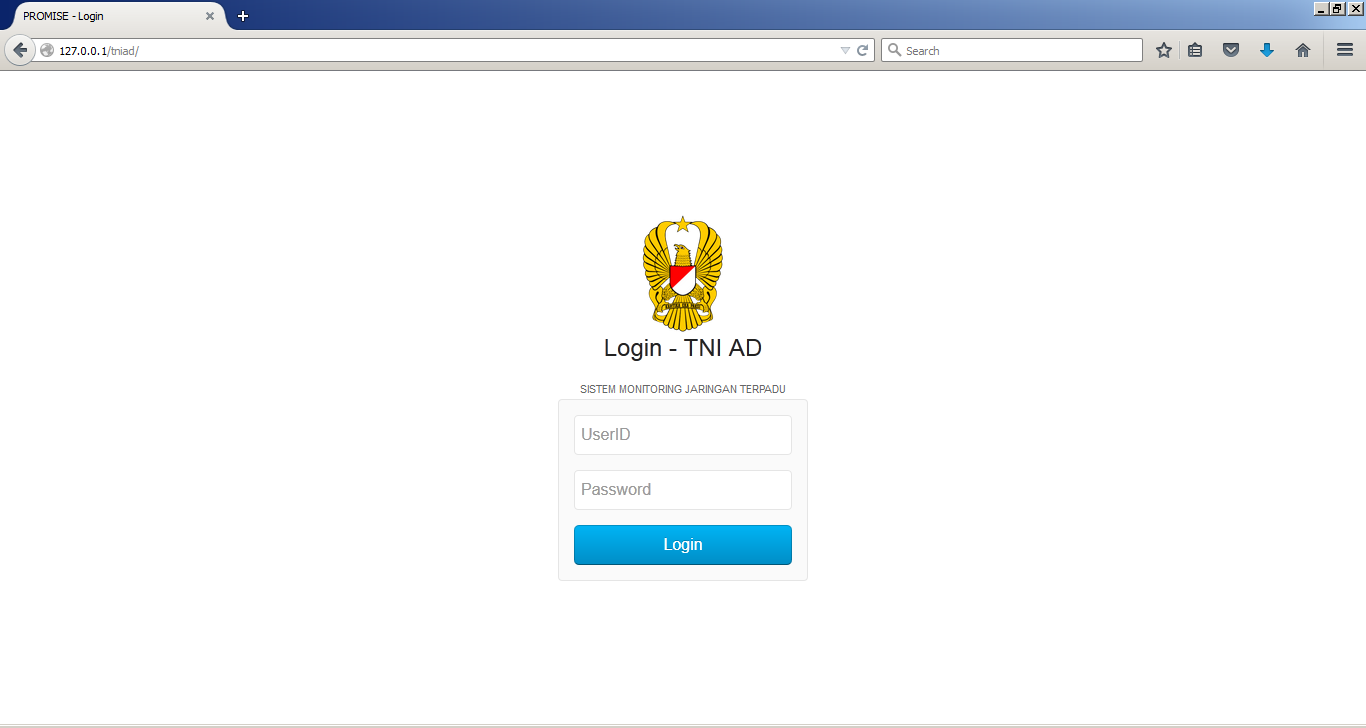 PROMISE - Login
127.0.0.1/tniad/
Search
Login - TNI AD
SISTEM MONITORING JARINGAN TERPADU
UserID
Password
Login